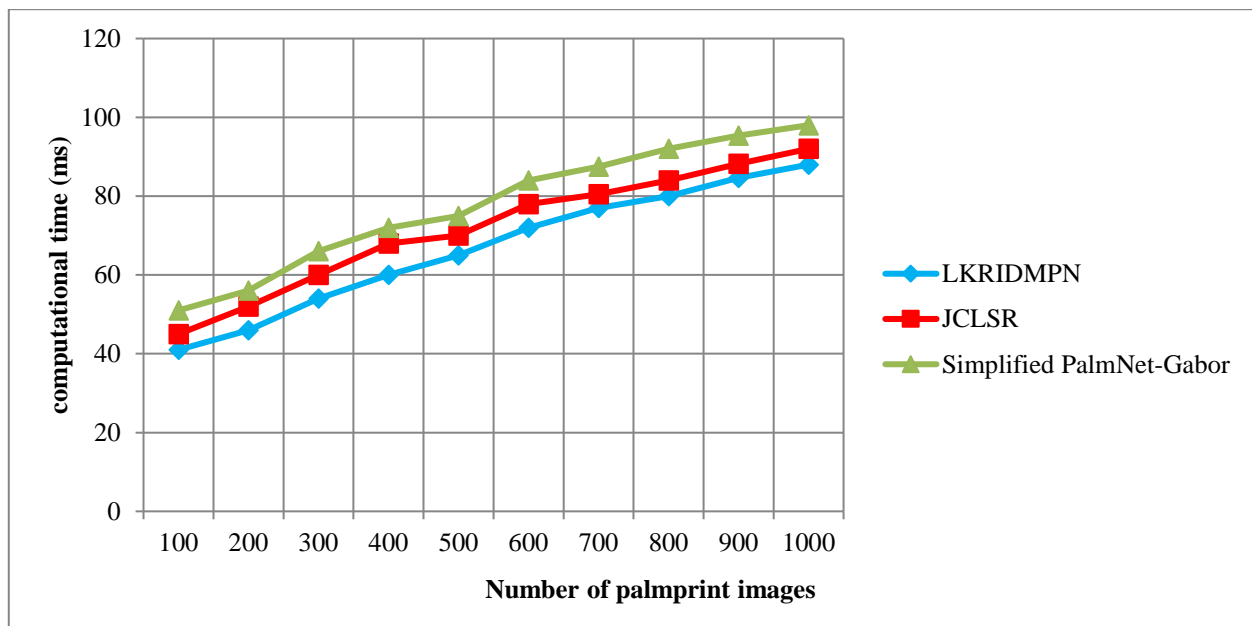 120
100
80
60
40
20
0
computational time (ms)
100 200 300 400 500 600 700 800 900 1000
Number of palmprint images
LKRIDMPN
JCLSR
Simplified PalmNet-Gabor